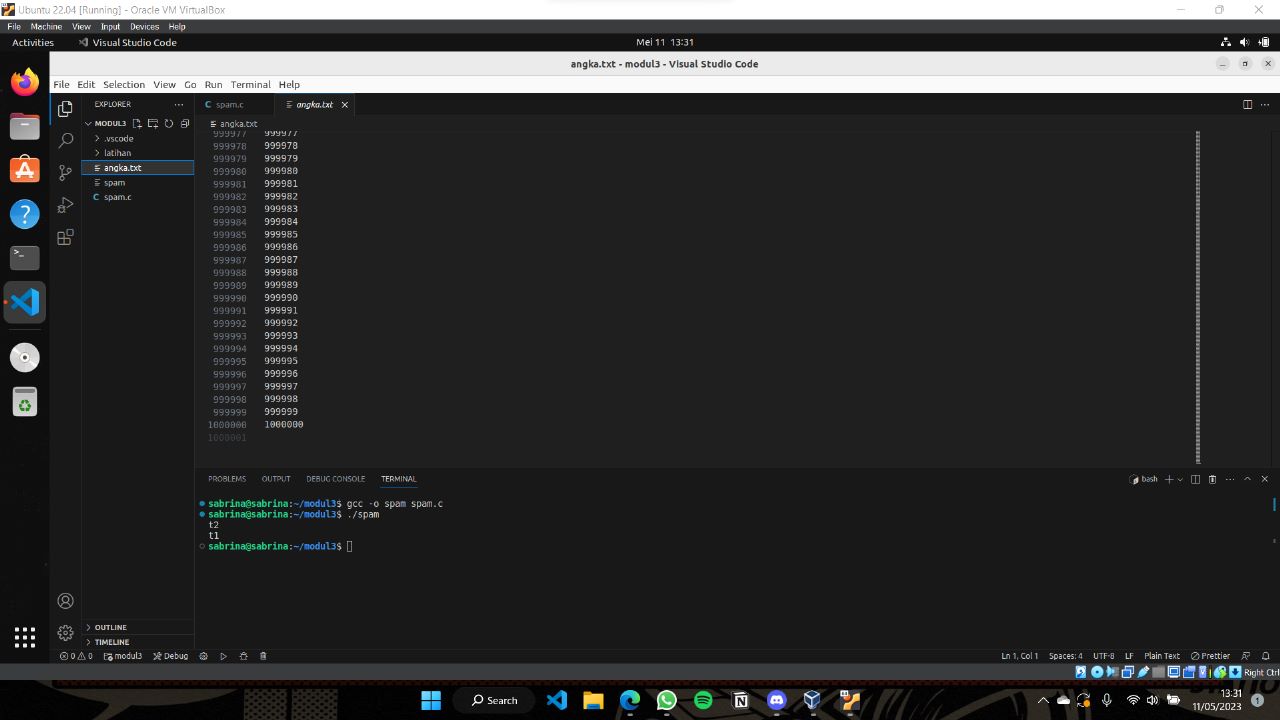 Ubuntu 22.04 [Running] - Oracle VM VirtualBox
File Machine View Input Devices Help
Activities Visual Studio Code Mei 11 13:31
angka.txt - modul3 - Visual Studio Code
File Edit Selection View Go Run Terminal Help
EXPLORER
MODUL3
.vscode
latihan
angka.txt
spam
spam.c
OUTLINE
TIMELINE
spam.c angka.txt
angka.txt
999977 999977
999978 999978
999979 999979
999980 999980
999981 999981
999982 999982
999983 999983
999984 999984
999985 999985
999986 999986
999987 999987
999988 999988
999989 999989
999990 999990
999991 999991
999992 999992
999993 999993
999994 999994
999995 999995
999996 999996
999997 999997
999998 999998
999999 999999
1000000 1000000
1000001
PROBLEMS OUTPUT DEBUG CONSOLE TERMINAL bash
sabrina@sabrina:~/modul3$ gcc -o spam spam.c
sabrina@sabrina:~/modul3$ ./spam
t2
t1
sabrina@sabrina:~/modul3$
0 0 modul3 Debug Ln 1, Col 1 Spaces: 4 UTF-8 LF Plain Text Prettier
Right Ctrl
Search
13:31
11/05/2023
1